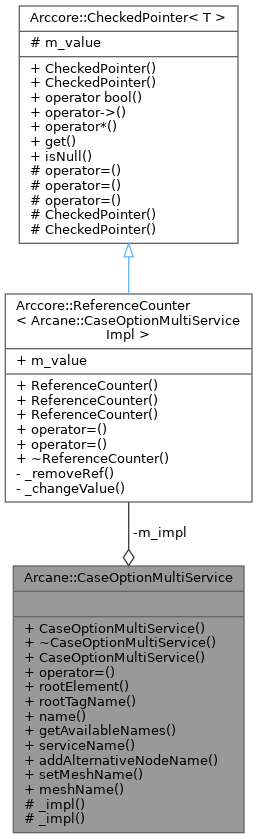 Arccore::CheckedPointer< T >
# m_value
+ CheckedPointer()
+ CheckedPointer()
+ operator bool()
+ operator->()
+ operator*()
+ get()
+ isNull()
# operator=()
# operator=()
# operator=()
# CheckedPointer()
# CheckedPointer()
Arccore::ReferenceCounter
< Arcane::CaseOptionMultiService
Impl >
+ m_value
+ ReferenceCounter()
+ ReferenceCounter()
+ ReferenceCounter()
+ operator=()
+ operator=()
+ ~ReferenceCounter()
- _removeRef()
- _changeValue()
-m_impl
Arcane::CaseOptionMultiService
+ CaseOptionMultiService()
+ ~CaseOptionMultiService()
+ CaseOptionMultiService()
+ operator=()
+ rootElement()
+ rootTagName()
+ name()
+ getAvailableNames()
+ serviceName()
+ addAlternativeNodeName()
+ setMeshName()
+ meshName()
# _impl()
# _impl()